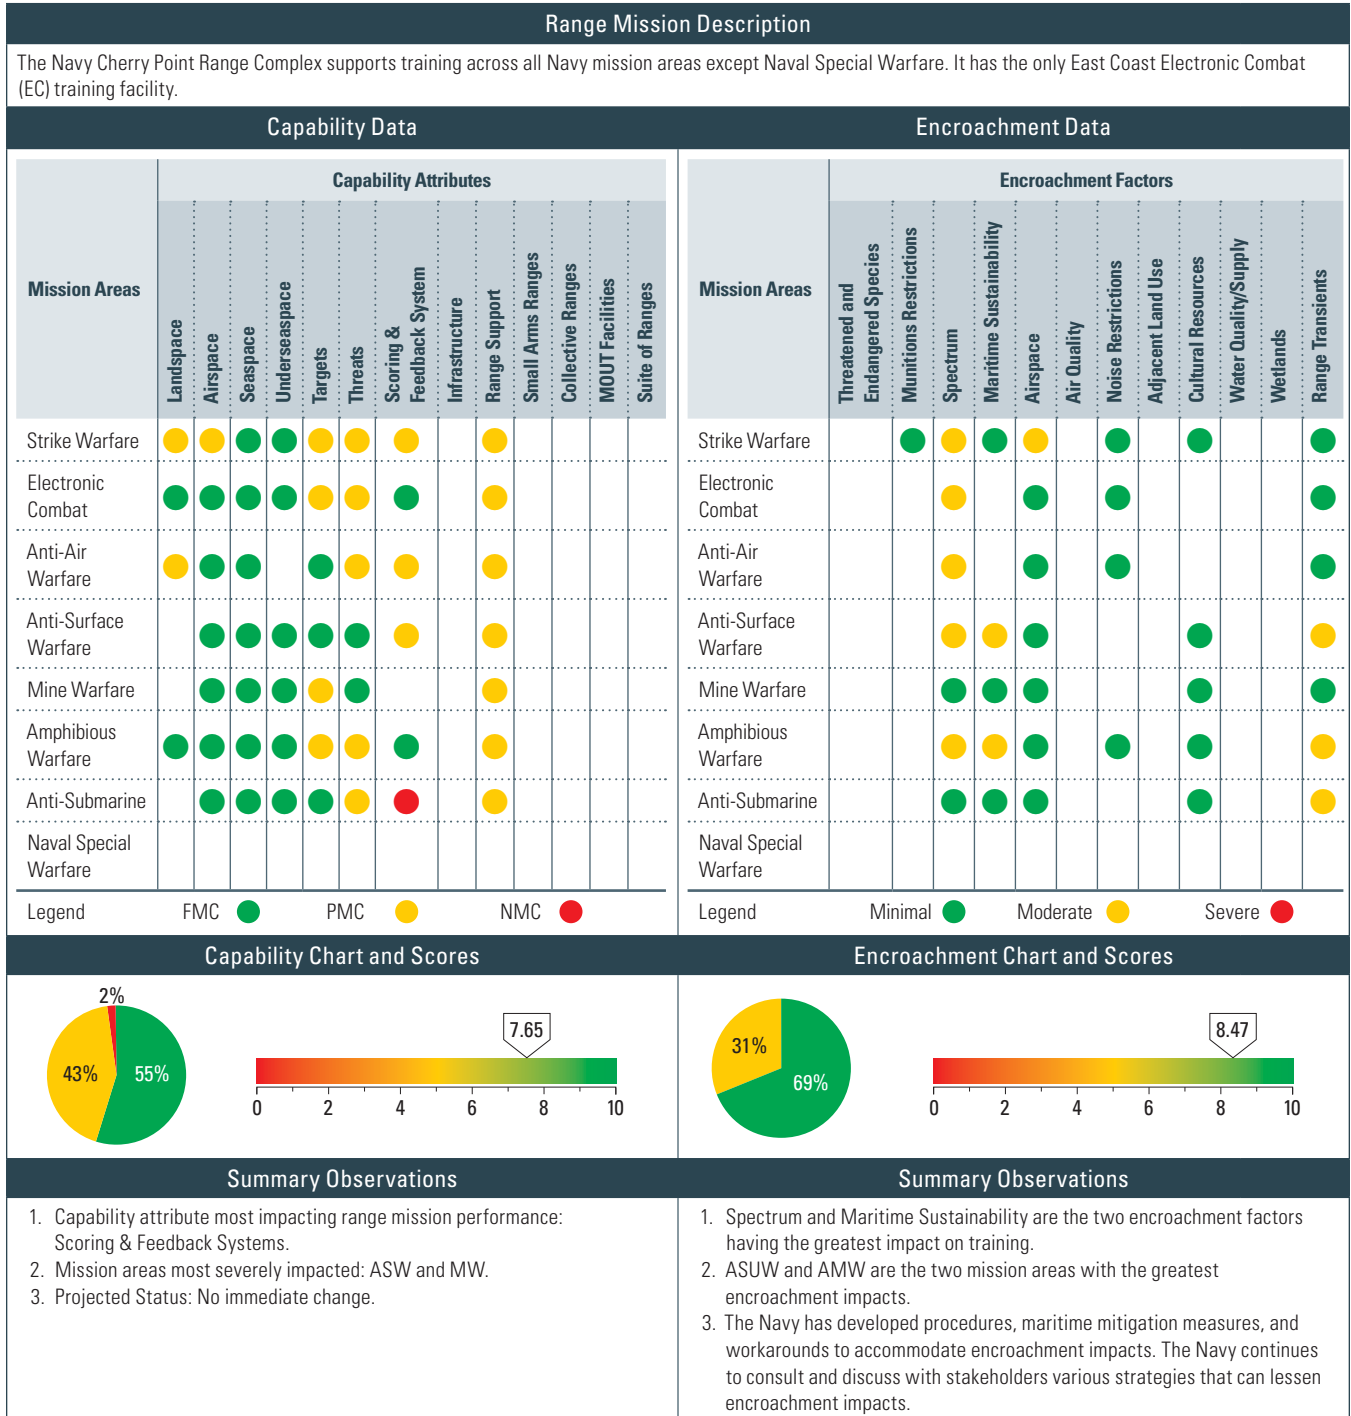 Range Mission Description
The Navy Cherry Point Range Complex supports training across all Navy mission areas except Naval Special Warfare. It has the only East Coast Electronic Combat
(EC) training facility.
Capability Data
Mission Areas
Capability Attributes
Landspace
Airspace
Seaspace
Underseaspace
Targets
Threats
Scoring &
Feedback System
Infrastructure
Range Support
Small Arms Ranges
Collective Ranges
MOUT Facilities
Suite of Ranges
Strike Warfare
Electronic
Combat
Anti-Air
Warfare
Anti-Surface
Warfare
Mine Warfare
Amphibious
Warfare
Anti-Submarine
Naval Special
Warfare
Legend FMC PMC NMC
Encroachment Data
Mission Areas
Encroachment Factors
Threatened and
Endangered Species
Munitions Restrictions
Spectrum
Maritime Sustainability
Airspace
Air Quality
Noise Restrictions
Adjacent Land Use
Cultural Resources
Water Quality/Supply
Wetlands
Range Transients
Strike Warfare
Electronic
Combat
Anti-Air
Warfare
Anti-Surface
Warfare
Mine Warfare
Amphibious
Warfare
Anti-Submarine
Naval Special
Warfare
Legend Minimal Moderate Severe
Capability Chart and Scores
2%
43%
55%
7.65
0 2 4 6 8 10
Encroachment Chart and Scores
31%
69%
8.47
0 2 4 6 8 10
Summary Observations
1. Capability attribute most impacting range mission performance:
Scoring & Feedback Systems.
2. Mission areas most severely impacted: ASW and MW.
3. Projected Status: No immediate change.
Summary Observations
1. Spectrum and Maritime Sustainability are the two encroachment factors
having the greatest impact on training.
2. ASUW and AMW are the two mission areas with the greatest
encroachment impacts.
3. The Navy has developed procedures, maritime mitigation measures, and
workarounds to accommodate encroachment impacts. The Navy continues
to consult and discuss with stakeholders various strategies that can lessen
encroachment impacts.